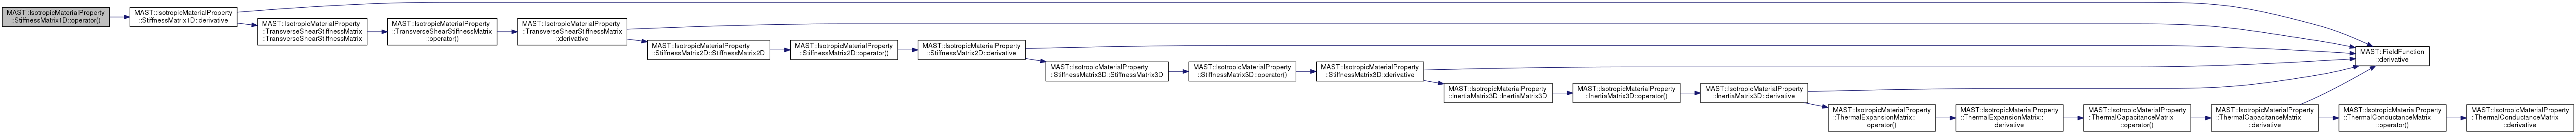 MAST::IsotropicMaterialProperty
::StiffnessMatrix1D::operator()
MAST::IsotropicMaterialProperty
::StiffnessMatrix1D::derivative
MAST::IsotropicMaterialProperty
::TransverseShearStiffnessMatrix
::TransverseShearStiffnessMatrix
MAST::IsotropicMaterialProperty
::TransverseShearStiffnessMatrix
::operator()
MAST::IsotropicMaterialProperty
::TransverseShearStiffnessMatrix
::derivative
MAST::IsotropicMaterialProperty
::StiffnessMatrix2D::StiffnessMatrix2D
MAST::IsotropicMaterialProperty
::StiffnessMatrix2D::operator()
MAST::IsotropicMaterialProperty
::StiffnessMatrix2D::derivative
MAST::IsotropicMaterialProperty
::StiffnessMatrix3D::StiffnessMatrix3D
MAST::IsotropicMaterialProperty
::StiffnessMatrix3D::operator()
MAST::IsotropicMaterialProperty
::StiffnessMatrix3D::derivative
MAST::IsotropicMaterialProperty
::InertiaMatrix3D::InertiaMatrix3D
MAST::IsotropicMaterialProperty
::InertiaMatrix3D::operator()
MAST::IsotropicMaterialProperty
::InertiaMatrix3D::derivative
MAST::IsotropicMaterialProperty
::ThermalExpansionMatrix::
operator()
MAST::IsotropicMaterialProperty
::ThermalExpansionMatrix::
derivative
MAST::IsotropicMaterialProperty
::ThermalCapacitanceMatrix
::operator()
MAST::IsotropicMaterialProperty
::ThermalCapacitanceMatrix
::derivative
MAST::FieldFunction
::derivative
MAST::IsotropicMaterialProperty
::ThermalConductanceMatrix
::operator()
MAST::IsotropicMaterialProperty
::ThermalConductanceMatrix
::derivative